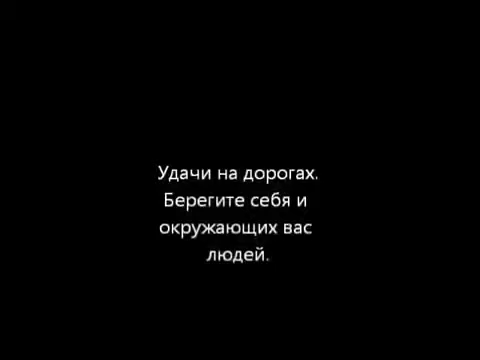 Удачи на дорогах.
Берегите себя и
окружающих вас
людей.